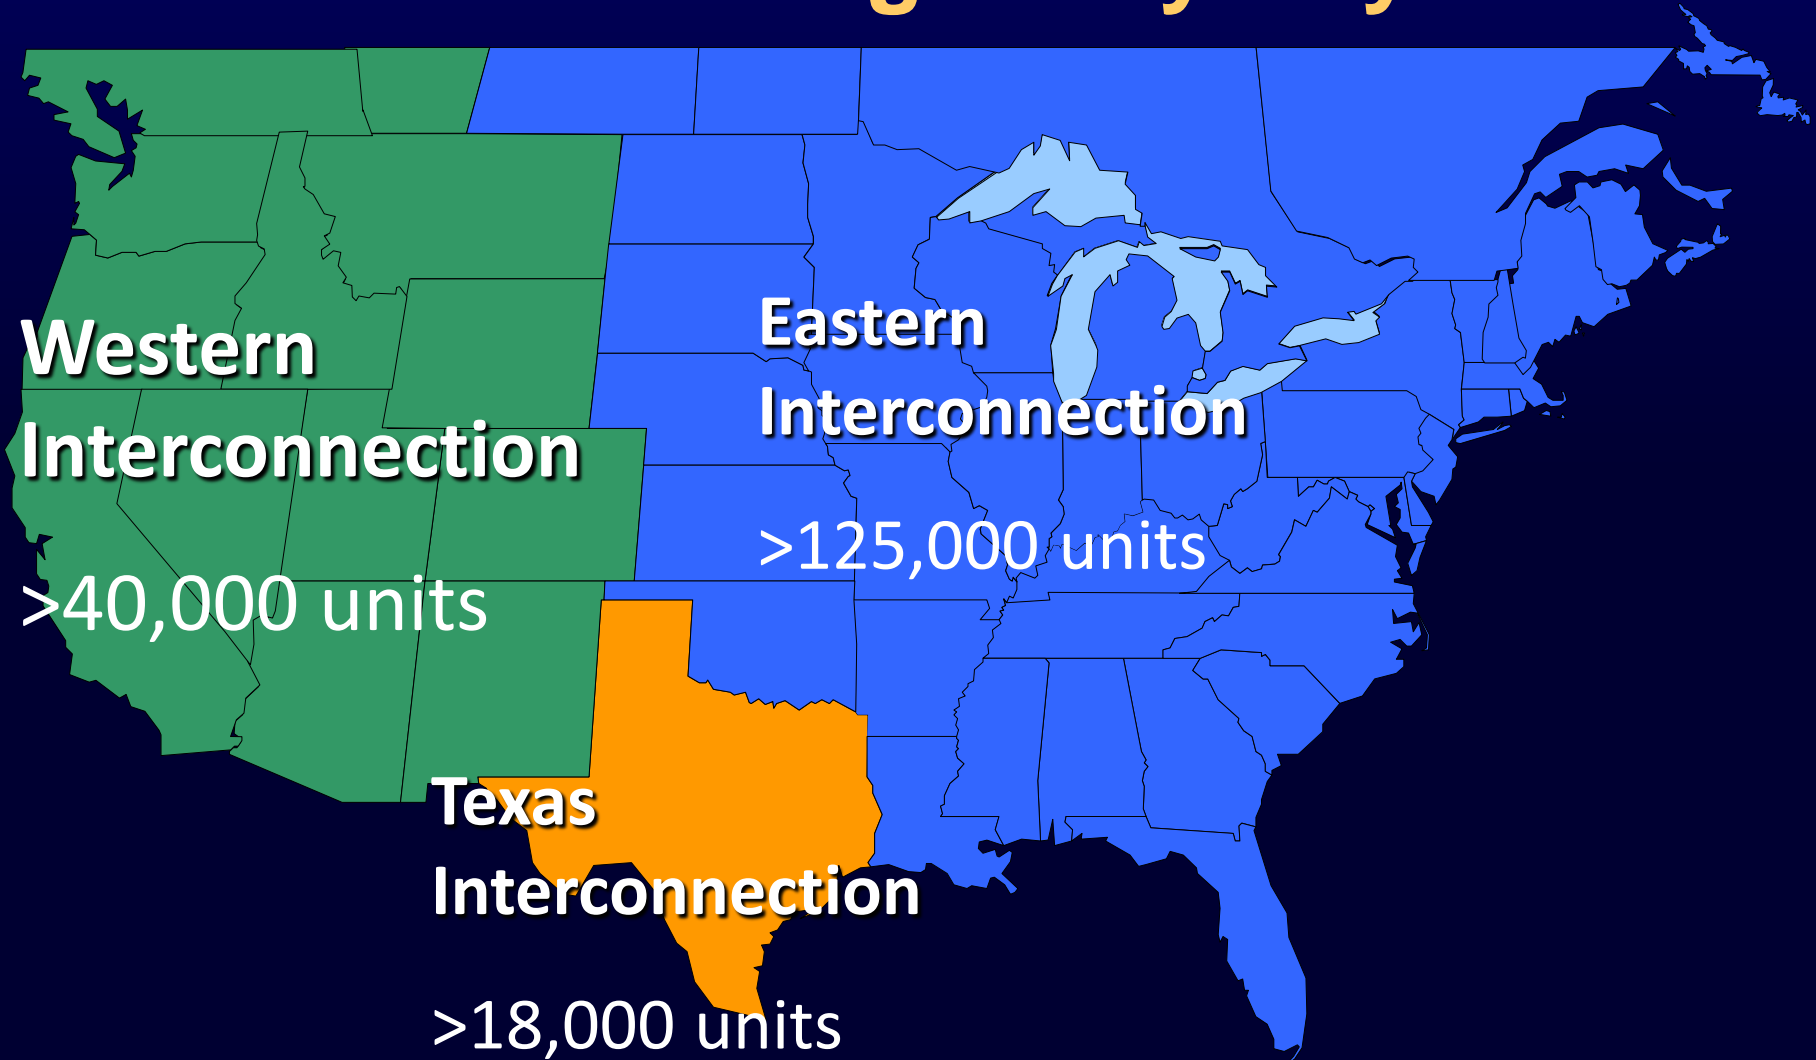 Western
Interconnection
>40,000 units
Eastern
Interconnection
>125,000 units
Texas
Interconnection
>18,000 units